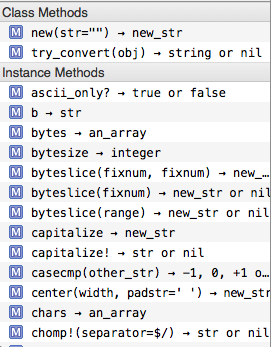 Class Methods
M new(str="") → new_str
M try_convert(obj) → string or nil
Instance Methods
M ascii_only? → true or false
M b → str
M bytes → an_array
M bytesize → integer
M byteslice(fixnum, fixnum) → new_…
M byteslice(fixnum) → new_str or nil
M byteslice(range) → new_str or nil
M capitalize → new_str
M capitalize! → str or nil
M casecmp(other_str) → -1, 0, +1 o…
M center(width, padstr=' ') → new_str
M chars → an_array
M chomp!(separator=$/) → str or nil